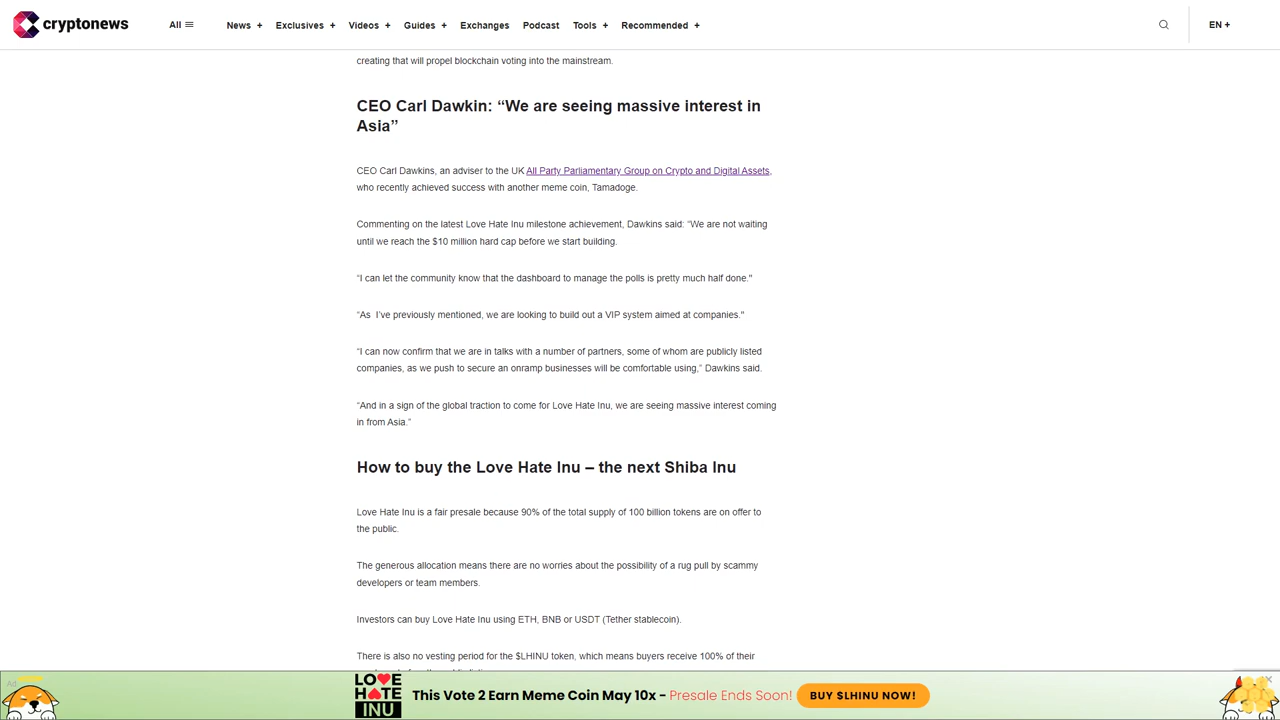 cryptonews
All
News +
Exclusives +
Videos +
Guides +
Exchanges
Podcast
Tools +
Recommended +
EN +
creating that will propel blockchain voting into the mainstream.
CEO Carl Dawkin: “We are seeing massive interest in
Asia”
CEO Carl Dawkins, an adviser to the UK All Party Parliamentary Group on Crypto and Digital Assets,
who recently achieved success with another meme coin, Tamadoge.
Commenting on the latest Love Hate Inu milestone achievement, Dawkins said: “We are not waiting
until we reach the $10 million hard cap before we start building.
“I can let the community know that the dashboard to manage the polls is pretty much half done."
“As I’ve previously mentioned, we are looking to build out a VIP system aimed at companies."
“I can now confirm that we are in talks with a number of partners, some of whom are publicly listed
companies, as we push to secure an onramp businesses will be comfortable using,” Dawkins said.
“And in a sign of the global traction to come for Love Hate Inu, we are seeing massive interest coming
in from Asia.”
How to buy the Love Hate Inu – the next Shiba Inu
Love Hate Inu is a fair presale because 90% of the total supply of 100 billion tokens are on offer to
the public.
The generous allocation means there are no worries about the possibility of a rug pull by scammy
developers or team members.
Investors can buy Love Hate Inu using ETH, BNB or USDT (Tether stablecoin).
There is also no vesting period for the $LHINU token, which means buyers receive 100% of their
Ad
LOVE
HATE
INU
This Vote 2 Earn Meme Coin May 10x - Presale Ends Soon!
BUY $LHINU NOW!